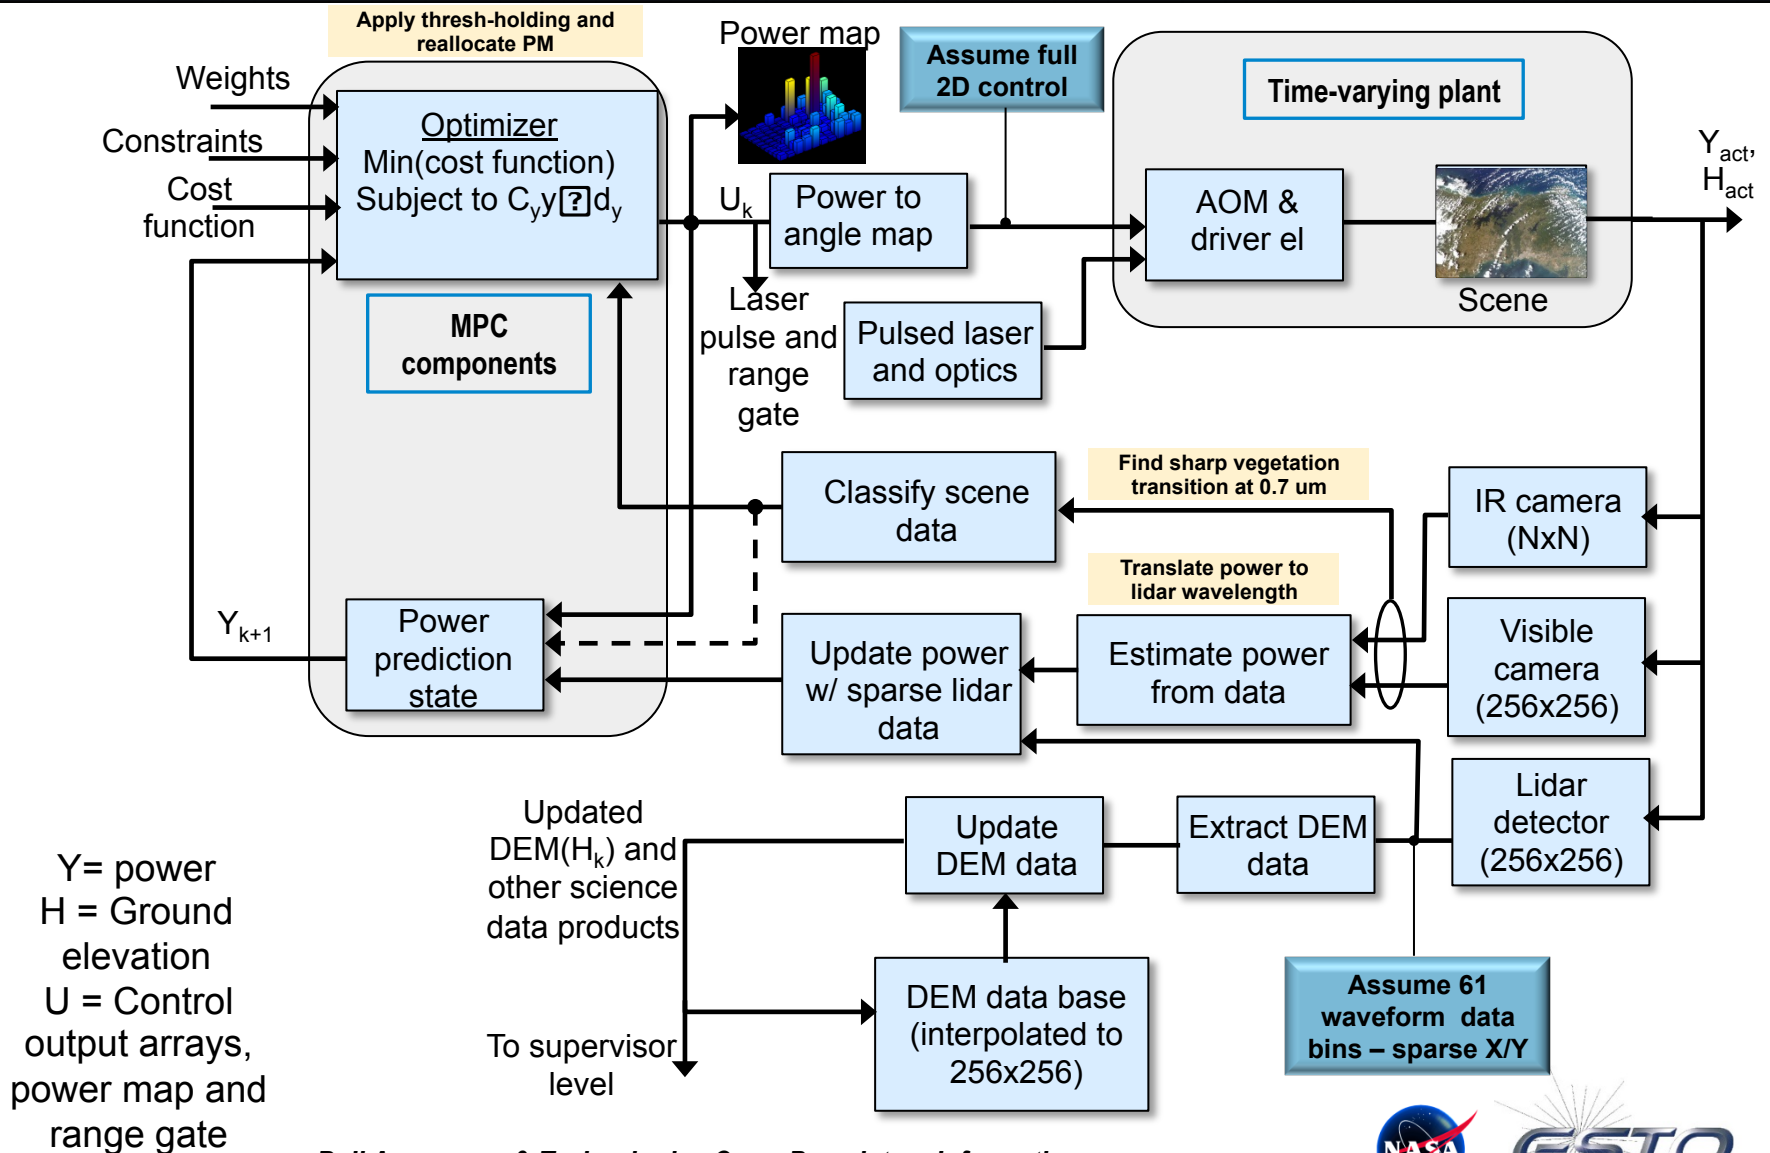 Apply thresh-holding and
reallocate PM
Power map
Assume full
2D control
Time-varying plant
Weights
Constraints
Cost
function
Optimizer
Min(cost function)
Subject to Cyy⍰dy
MPC
components
Uk
Power to
angle map
AOM &
driver el
Scene
Yact,
Hact
Laser
pulse and
range
gate
Pulsed laser
and optics
Classify scene
data
Find sharp vegetation
transition at 0.7 um
IR camera
(NxN)
Translate power to
lidar wavelength
Yk+1
Power
prediction
state
Update power
w/ sparse lidar
data
Estimate power
from data
Visible
camera
(256x256)
Lidar
detector
(256x256)
Updated
DEM(Hk) and
other science
data products
Update
DEM data
Extract DEM
data
Y= power
H = Ground
elevation
U = Control
output arrays,
power map and
range gate
To supervisor
level
DEM data base
(interpolated to
256x256)
Assume 61
waveform data
bins – sparse X/Y
NASA
ESTO